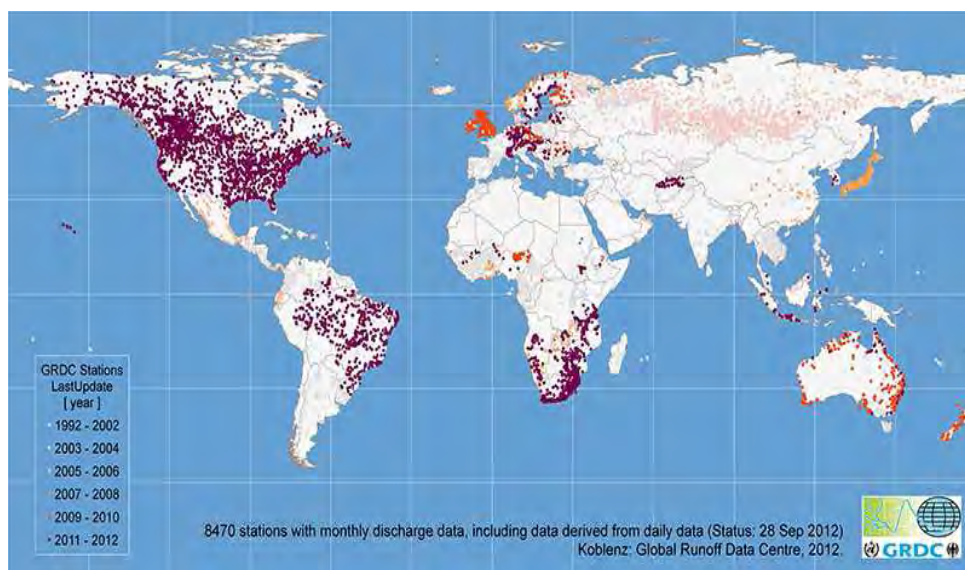 GRDC Stations
LastUpdate
[ year ]
1992 - 2002
2003 - 2004
2005 - 2006
2007 - 2008
2009 - 2010
2011 - 2012
8470 stations with monthly discharge data, including data derived from daily data (Status: 28 Sep 2012)
Koblenz: Global Runoff Data Centre, 2012.
GRDC